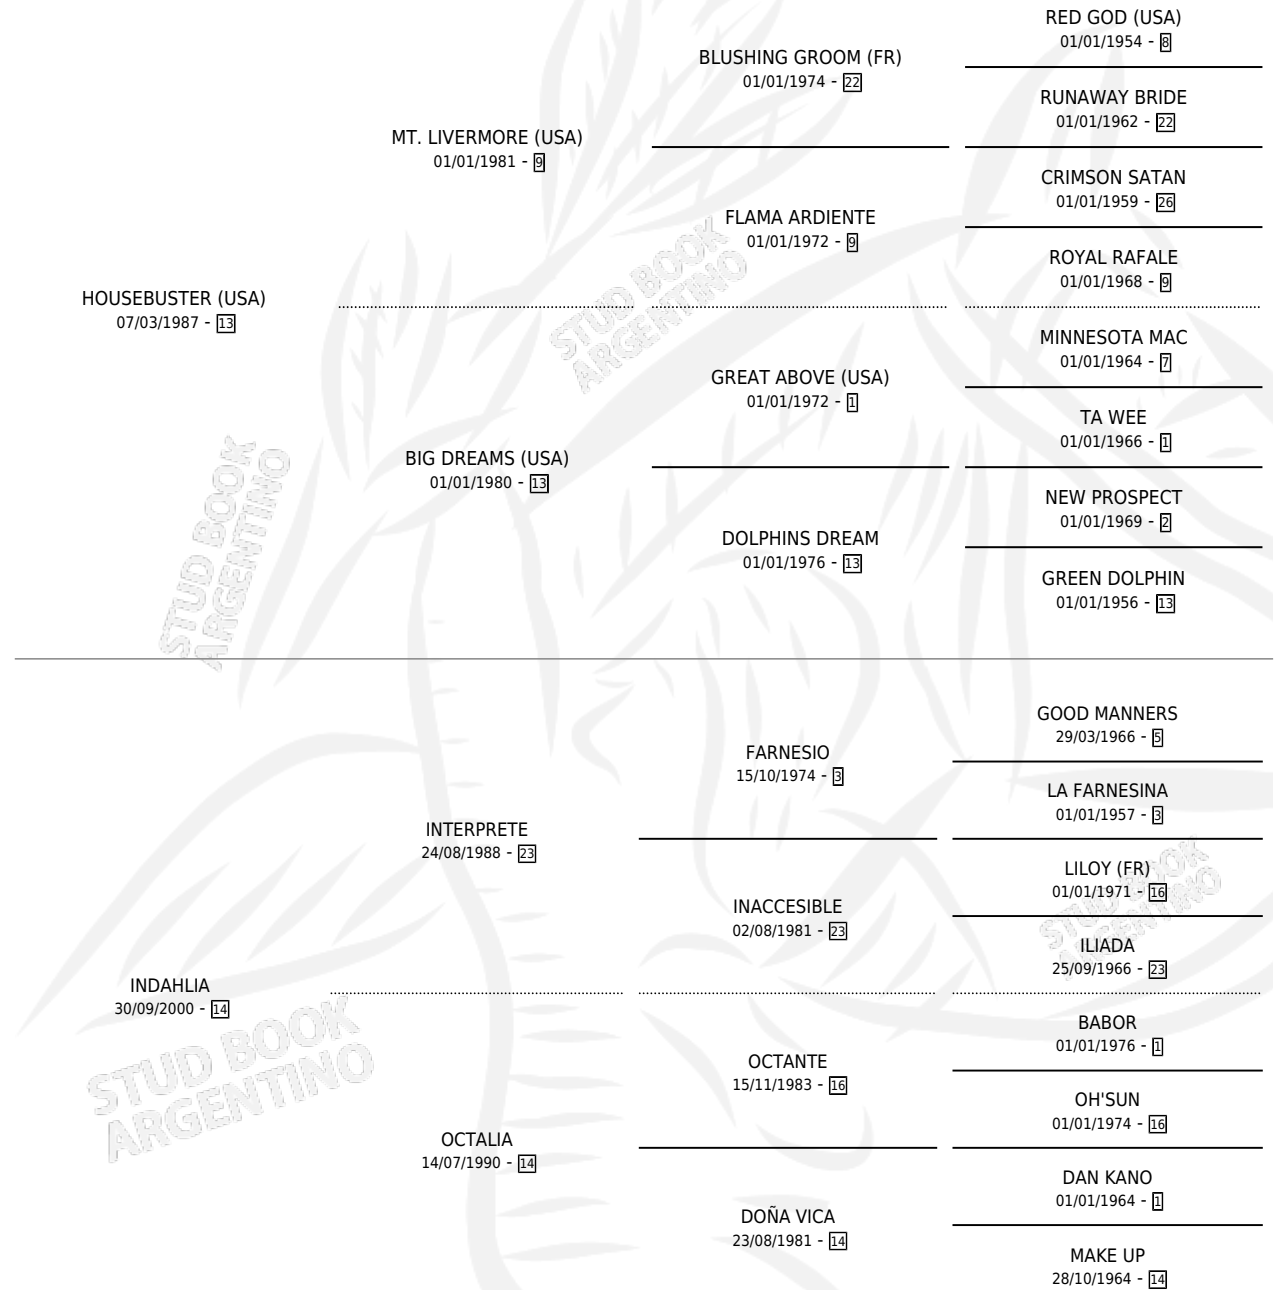 RED GOD (USA)
01/01/1954 - 8
BLUSHING GROOM (FR)
01/01/1974 - 22
RUNAWAY BRIDE
01/01/1962 - 22
MT. LIVERMORE (USA)
01/01/1981 - 9
CRIMSON SATAN
01/01/1959 - 26
FLAMA ARDIENTE
01/01/1972 - 9
ROYAL RAFALE
01/01/1968 - 9
HOUSEBUSTER (USA)
07/03/1987 - 13
MINNESOTA MAC
01/01/1964 - 7
GREAT ABOVE (USA)
01/01/1972 - 1
TA WEE
01/01/1966 - 1
BIG DREAMS (USA)
01/01/1980 - 13
NEW PROSPECT
01/01/1969 - 2
DOLPHINS DREAM
01/01/1976 - 13
GREEN DOLPHIN
01/01/1956 - 13
GOOD MANNERS
29/03/1966 - 5
FARNESIO
15/10/1974 - 3
LA FARNESINA
01/01/1957 - 3
INTERPRETE
24/08/1988 - 23
LILOY (FR)
01/01/1971 - 16
INACCESIBLE
02/08/1981 - 23
ILIADA
25/09/1966 - 23
INDAHLIA
30/09/2000 - 14
BABOR
01/01/1976 - 1
OCTANTE
15/11/1983 - 16
OH'SUN
01/01/1974 - 16
OCTALIA
14/07/1990 - 14
DAN KANO
01/01/1964 - 1
DOÑA VICA
23/08/1981 - 14
MAKE UP
28/10/1964 - 14
STUD BOOK
ARGENTINO
STUD BOOK
ARGENTINO
STUD BOOK
ARGENTINO
STUD BOOK
ARGENTINO